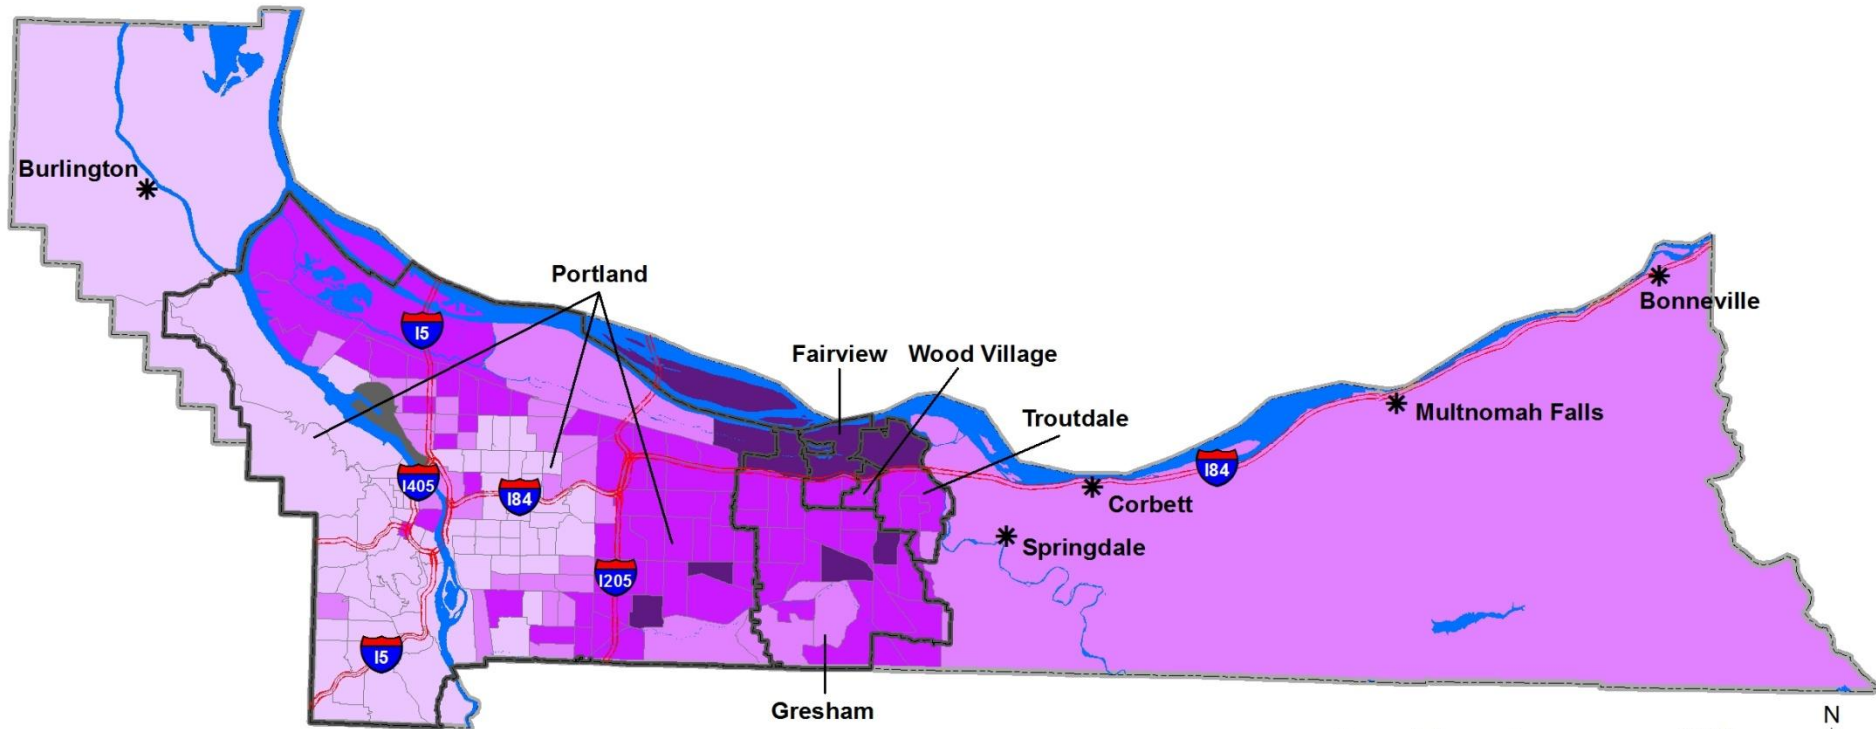 Burlington
Portland
I5
Fairview
Wood Village
Troutdale
Bonneville
Multnomah Falls
I84
I405
I84
Corbett
Springdale
I205
I5
Gresham
N